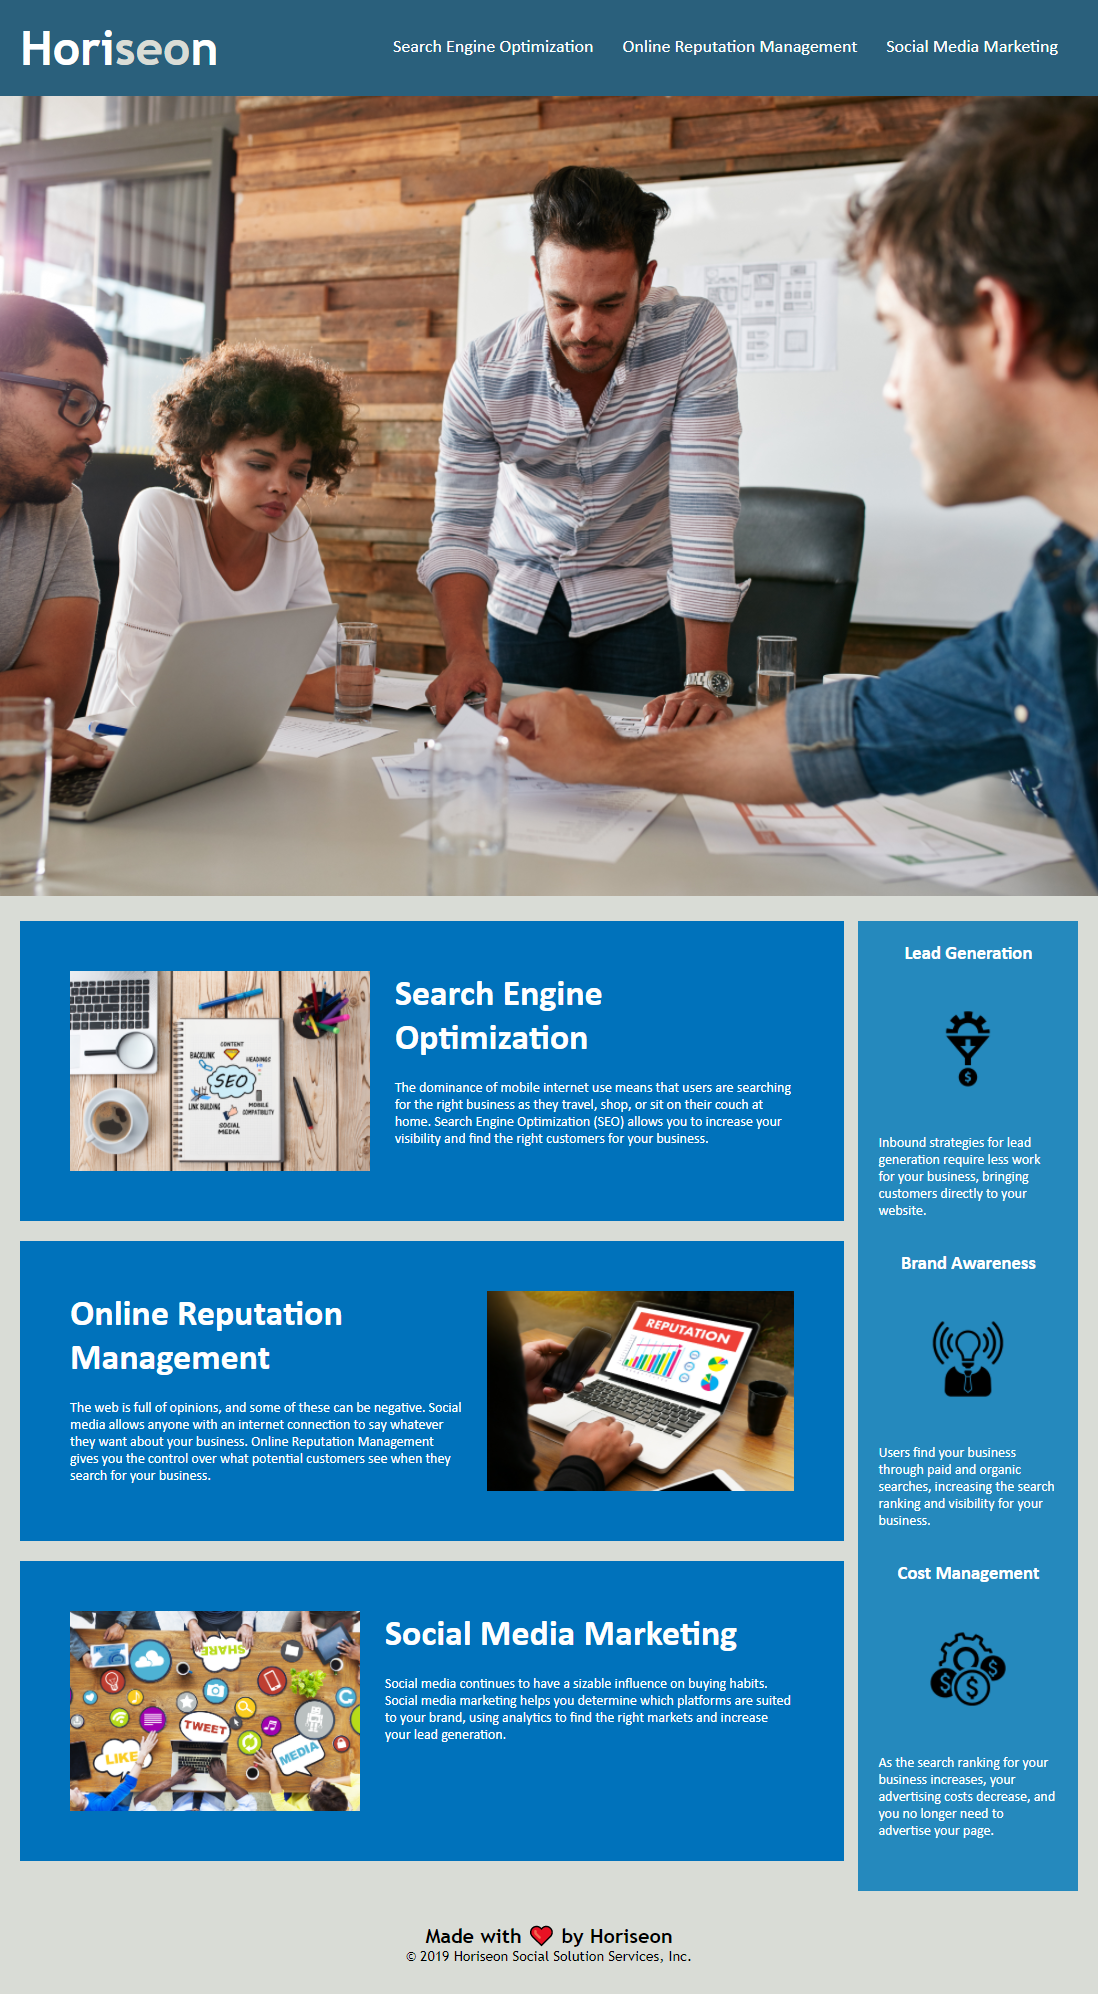 Horiseon
Search Engine Optimization
Online Reputation Management
Social Media Marketing
CONTENT
BACKLINK
HEADINGS
SEO
LINK BUILDING
MOBILE
COMPATIBILITY
SOCIAL
MEDIA
Search Engine
Optimization
The dominance of mobile internet use means that users are searching
for the right business as they travel, shop, or sit on their couch at
home. Search Engine Optimization (SEO) allows you to increase your
visibility and find the right customers for your business.
Online Reputation
Management
The web is full of opinions, and some of these can be negative. Social
media allows anyone with an internet connection to say whatever
they want about your business. Online Reputation Management
gives you the control over what potential customers see when they
search for your business.
REPUTATION
SHARE
TWEET
LIKE
MEDIA
Social Media Marketing
Social media continues to have a sizable influence on buying habits.
Social media marketing helps you determine which platforms are suited
to your brand, using analytics to find the right markets and increase
your lead generation.
Lead Generation
$
Inbound strategies for lead
generation require less work
for your business, bringing
customers directly to your
website.
Brand Awareness
Users find your business
through paid and organic
searches, increasing the search
ranking and visibility for your
business.
Cost Management
$ $ $
As the search ranking for your
business increases, your
advertising costs decrease, and
you no longer need to
advertise your page.
Made with ❤️ by Horiseon
© 2019 Horiseon Social Solution Services, Inc.